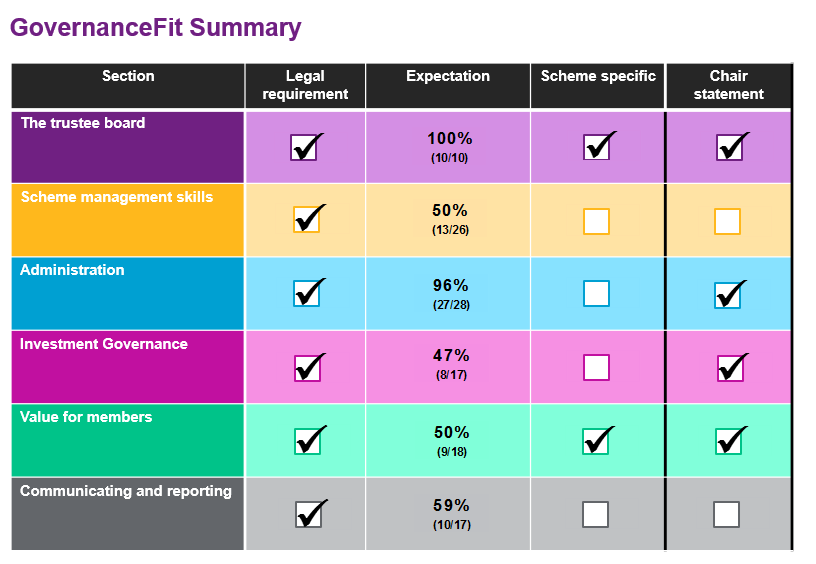 GovernanceFit Summary
Section
Legal
requirement
Expectation
Scheme specific
Chair
statement
The trustee board
100%
(10/10)
Scheme management skills
50%
(13/26)
Administration
96%
(27/28)
Investment Governance
47%
(8/17)
Value for members
50%
(9/18)
Communicating and reporting
59%
(10/17)